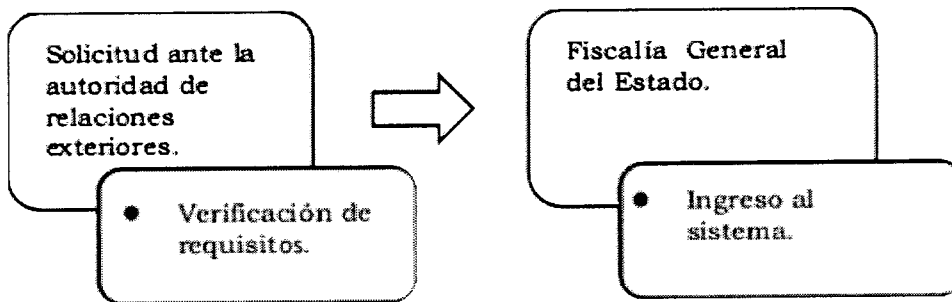 Solicitud ante la
autoridad de
relaciones
exteriores.
● Verificación de
requisitos.
Fiscalía General
del Estado.
● Ingreso al
sistema.